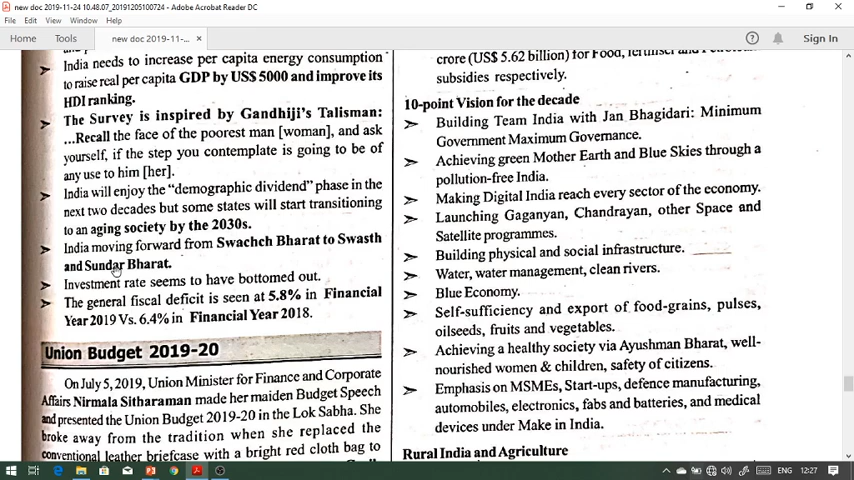 new doc 2019-11-24 10.48.07_20191205100724 - Adobe Acrobat Reader DC
File Edit View Window Help
Home Tools new doc 2019-11-... × Sign In
➤ India needs to increase per capita energy consumption
to raise real per capita GDP by US$ 5000 and improve its
HDI ranking.
➤ The Survey is inspired by Gandhiji's Talisman:
...Recall the face of the poorest man [woman], and ask
yourself, if the step you contemplate is going to be of
any use to him [her].
➤ India will enjoy the "demographic dividend" phase in the
next two decades but some states will start transitioning
to an aging society by the 2030s.
➤ India moving forward from Swachch Bharat to Swasth
and Sundar Bharat.
➤ Investment rate seems to have bottomed out.
➤ The general fiscal deficit is seen at 5.8% in Financial
Year 2019 Vs. 6.4% in Financial Year 2018.
Union Budget 2019-20
On July 5, 2019, Union Minister for Finance and Corporate
Affairs Nirmala Sitharaman made her maiden Budget Speech
and presented the Union Budget 2019-20 in the Lok Sabha. She
broke away from the tradition when she replaced the
conventional leather briefcase with a bright red cloth bag to
crore (US$ 5.62 billion) for Food, fertiliser and
subsidies respectively.
10-point Vision for the decade
➤ Building Team India with Jan Bhagidari: Minimum
Government Maximum Governance.
➤ Achieving green Mother Earth and Blue Skies through a
pollution-free India.
➤ Making Digital India reach every sector of the economy.
➤ Launching Gaganyan, Chandrayan, other Space and
Satellite programmes.
➤ Building physical and social infrastructure.
➤ Water, water management, clean rivers.
➤ Blue Economy.
➤ Self-sufficiency and export of food-grains, pulses,
oilseeds, fruits and vegetables.
➤ Achieving a healthy society via Ayushman Bharat, well-
nourished women & children, safety of citizens.
➤ Emphasis on MSMEs, Start-ups, defence manufacturing,
automobiles, electronics, fabs and batteries, and medical
devices under Make in India.
Rural India and Agriculture
ENG 12:27